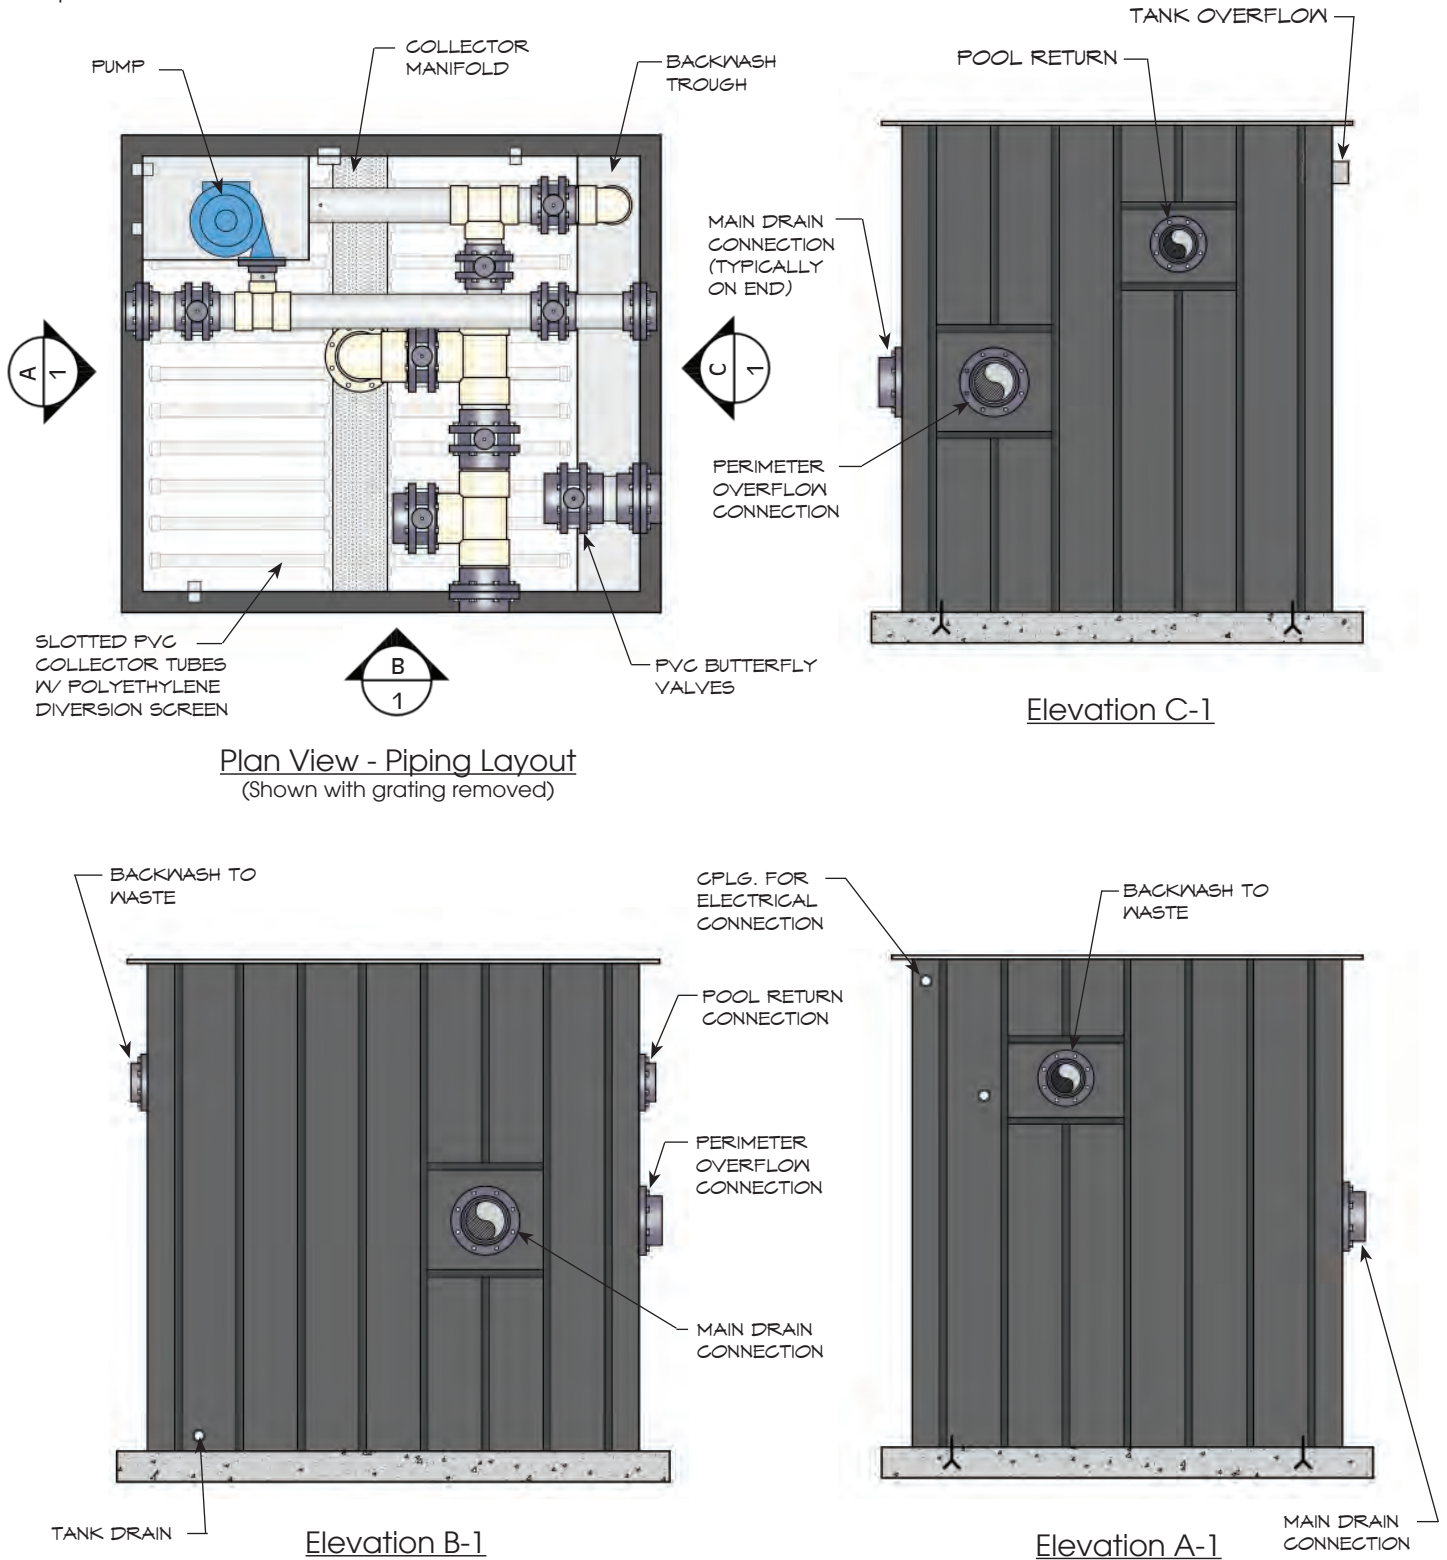 TANK OVERFLOW
POOL RETURN
COLLECTOR
MANIFOLD
PUMP
BACKWASH
TROUGH
MAIN DRAIN
CONNECTION
(TYPICALLY
ON END)
A
1
C
1
PERIMETER
OVERFLOW
CONNECTION
SLOTTED PVC
COLLECTOR TUBES
W/ POLYETHYLENE
DIVERSION SCREEN
B
1
PVC BUTTERFLY
VALVES
Elevation C-1
Plan View - Piping Layout
(Shown with grating removed)
BACKWASH TO
WASTE
CPLG. FOR
ELECTRICAL
CONNECTION
BACKWASH TO
WASTE
POOL RETURN
CONNECTION
PERIMETER
OVERFLOW
CONNECTION
MAIN DRAIN
CONNECTION
TANK DRAIN
Elevation B-1
Elevation A-1
MAIN DRAIN
CONNECTION